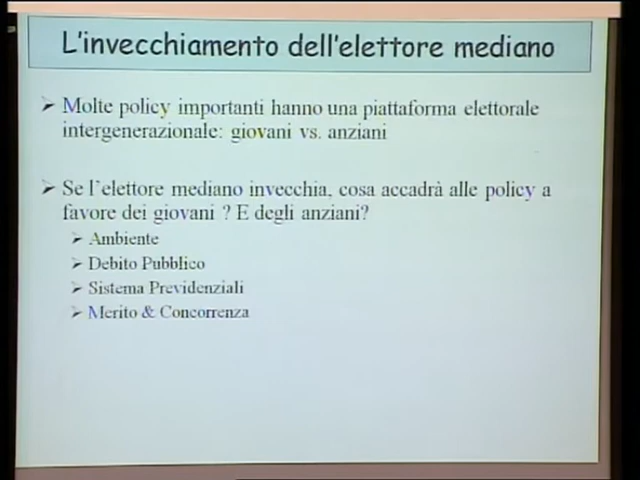 L'invecchiamento dell'elettore mediano
Molte policy importanti hanno una piattaforma elettorale
intergenerazionale: giovani vs. anziani
Se l'elettore mediano invecchia, cosa accadrà alle policy a
favore dei giovani ? E degli anziani?
Ambiente
Debito Pubblico
Sistema Previdenziali
Merito & Concorrenza